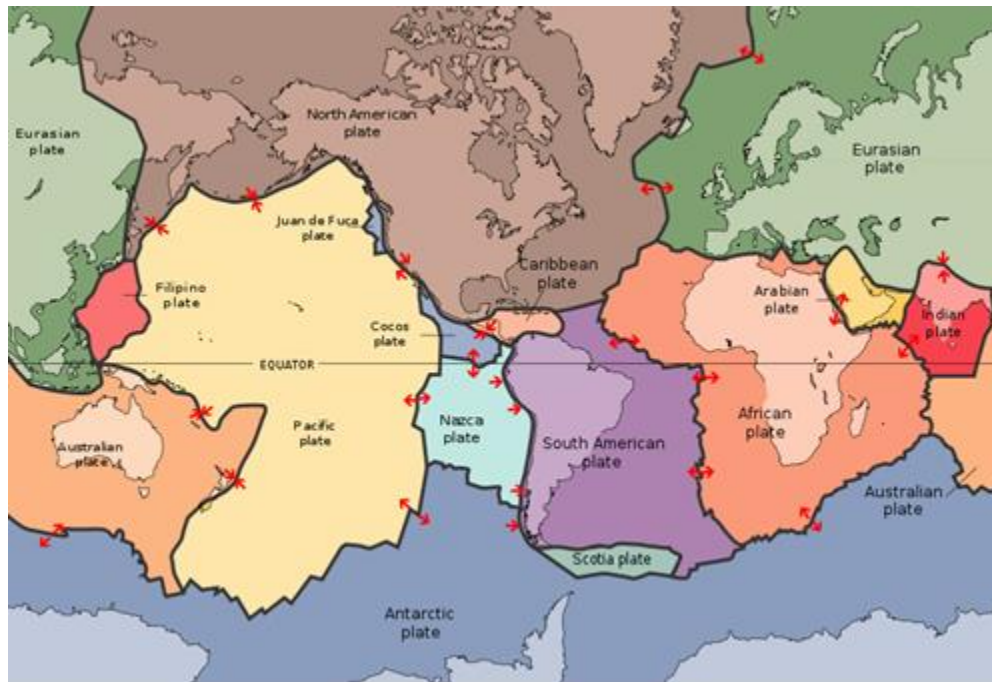 North American
plate
Eurasian
plate
Eurasian
plate
Juan de Fuca
plate
Caribbean
plate
Filipino
plate
Arabian
plate
Indian
plate
Cocos
plate
EQUATOR
Nazca
plate
African
plate
Pacific
plate
Australian
plate
South American
plate
Australian
plate
Scotia plate
Antarctic
plate